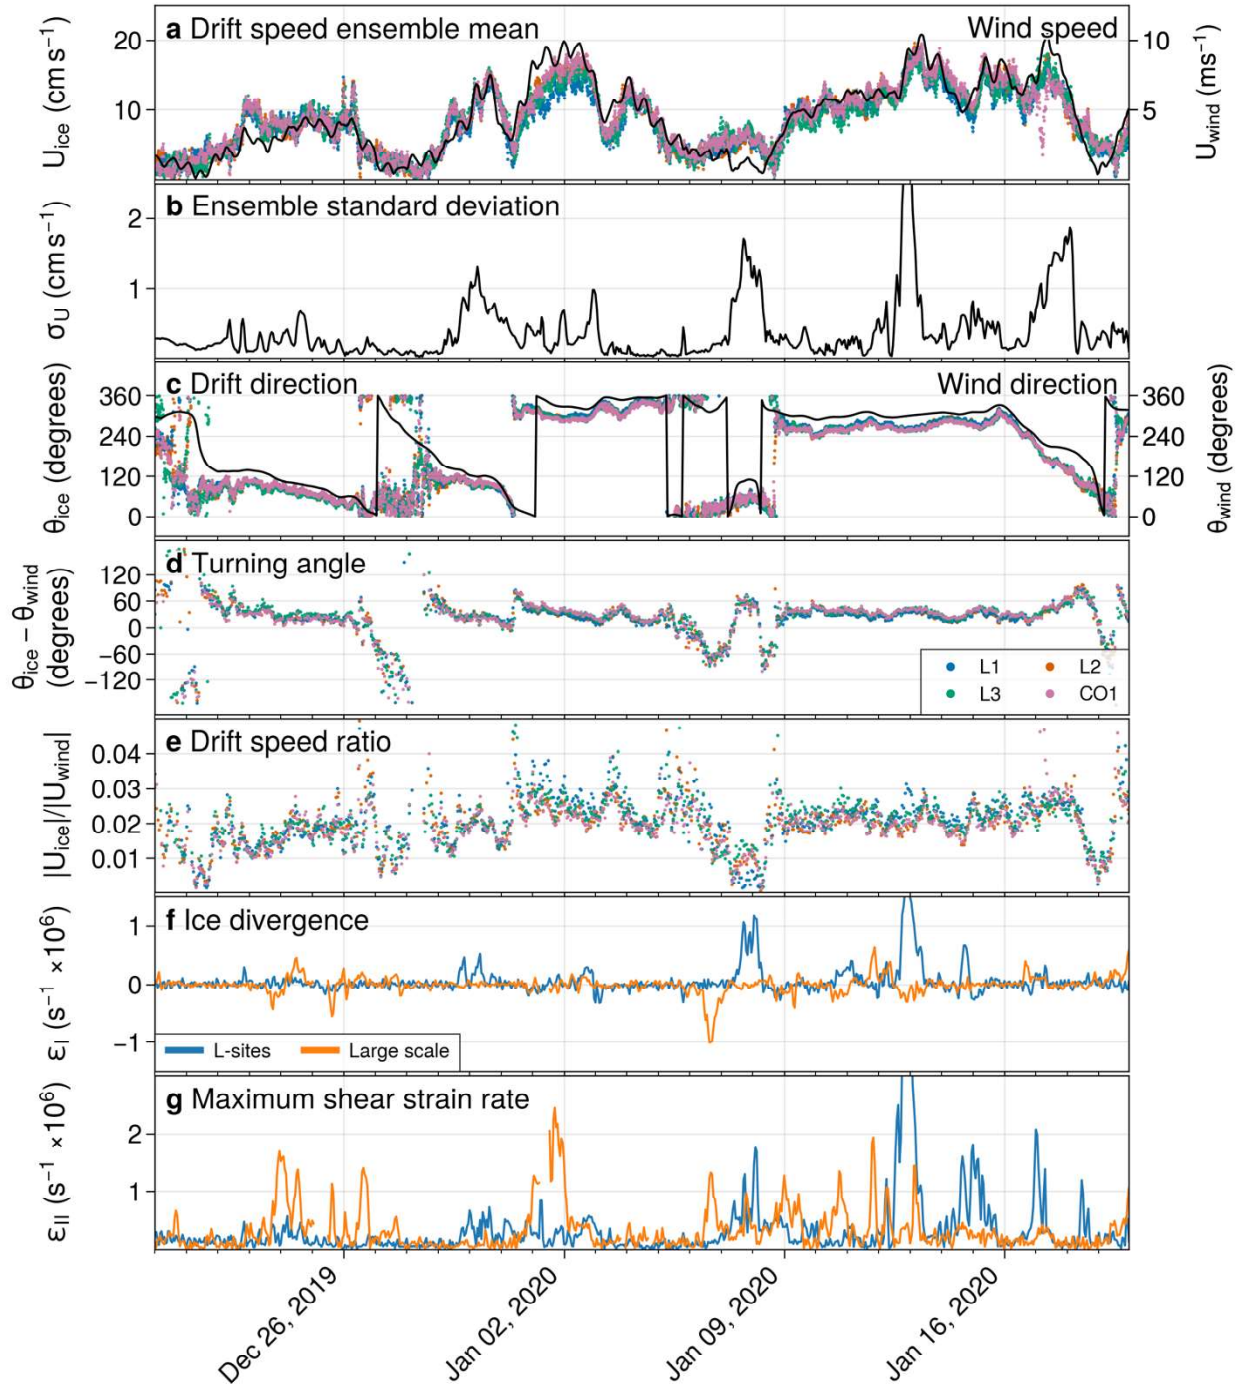 a Drift speed ensemble mean
Wind speed
U_ice (cm s⁻¹)
20
10
U_wind (ms⁻¹)
10
5
b Ensemble standard deviation
σ_U (cm s⁻¹)
2
1
c Drift direction
Wind direction
θ_ice (degrees)
360
240
120
0
θ_wind (degrees)
360
240
120
0
d Turning angle
θ_ice − θ_wind
(degrees)
120
60
0
−60
−120
L1
L2
L3
CO1
e Drift speed ratio
|U_ice|/|U_wind|
0.04
0.03
0.02
0.01
f Ice divergence
ε_I (s⁻¹ ×10⁶)
1
0
−1
L-sites
Large scale
g Maximum shear strain rate
ε_II (s⁻¹ ×10⁶)
2
1
Dec 26, 2019
Jan 02, 2020
Jan 09, 2020
Jan 16, 2020